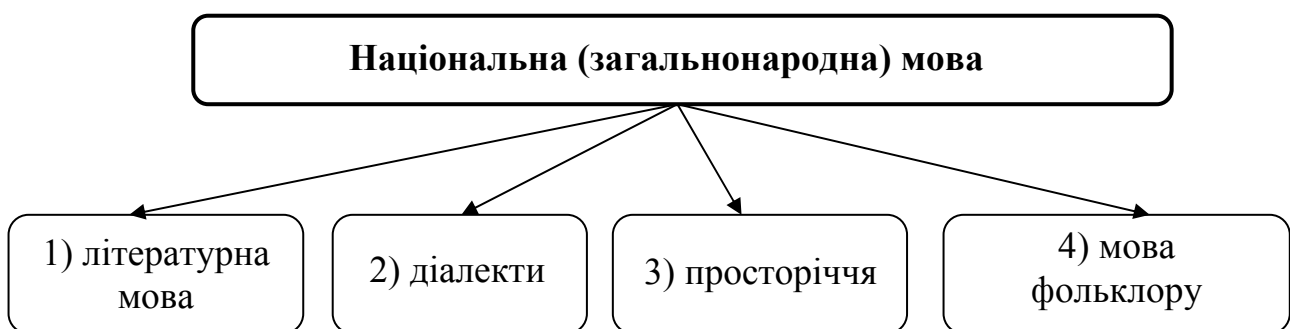 Національна (загальнонародна) мова
1) літературна
мова
2) діалекти
3) просторіччя
4) мова
фольклору